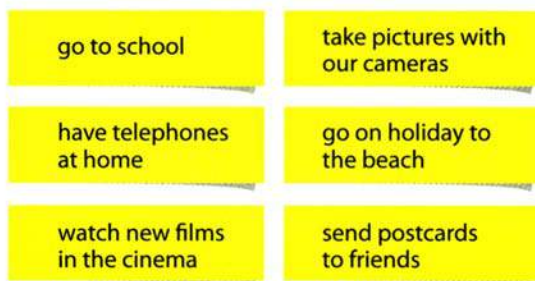 go to school
take pictures with
our cameras
have telephones
at home
go on holiday to
the beach
watch new films
in the cinema
send postcards
to friends